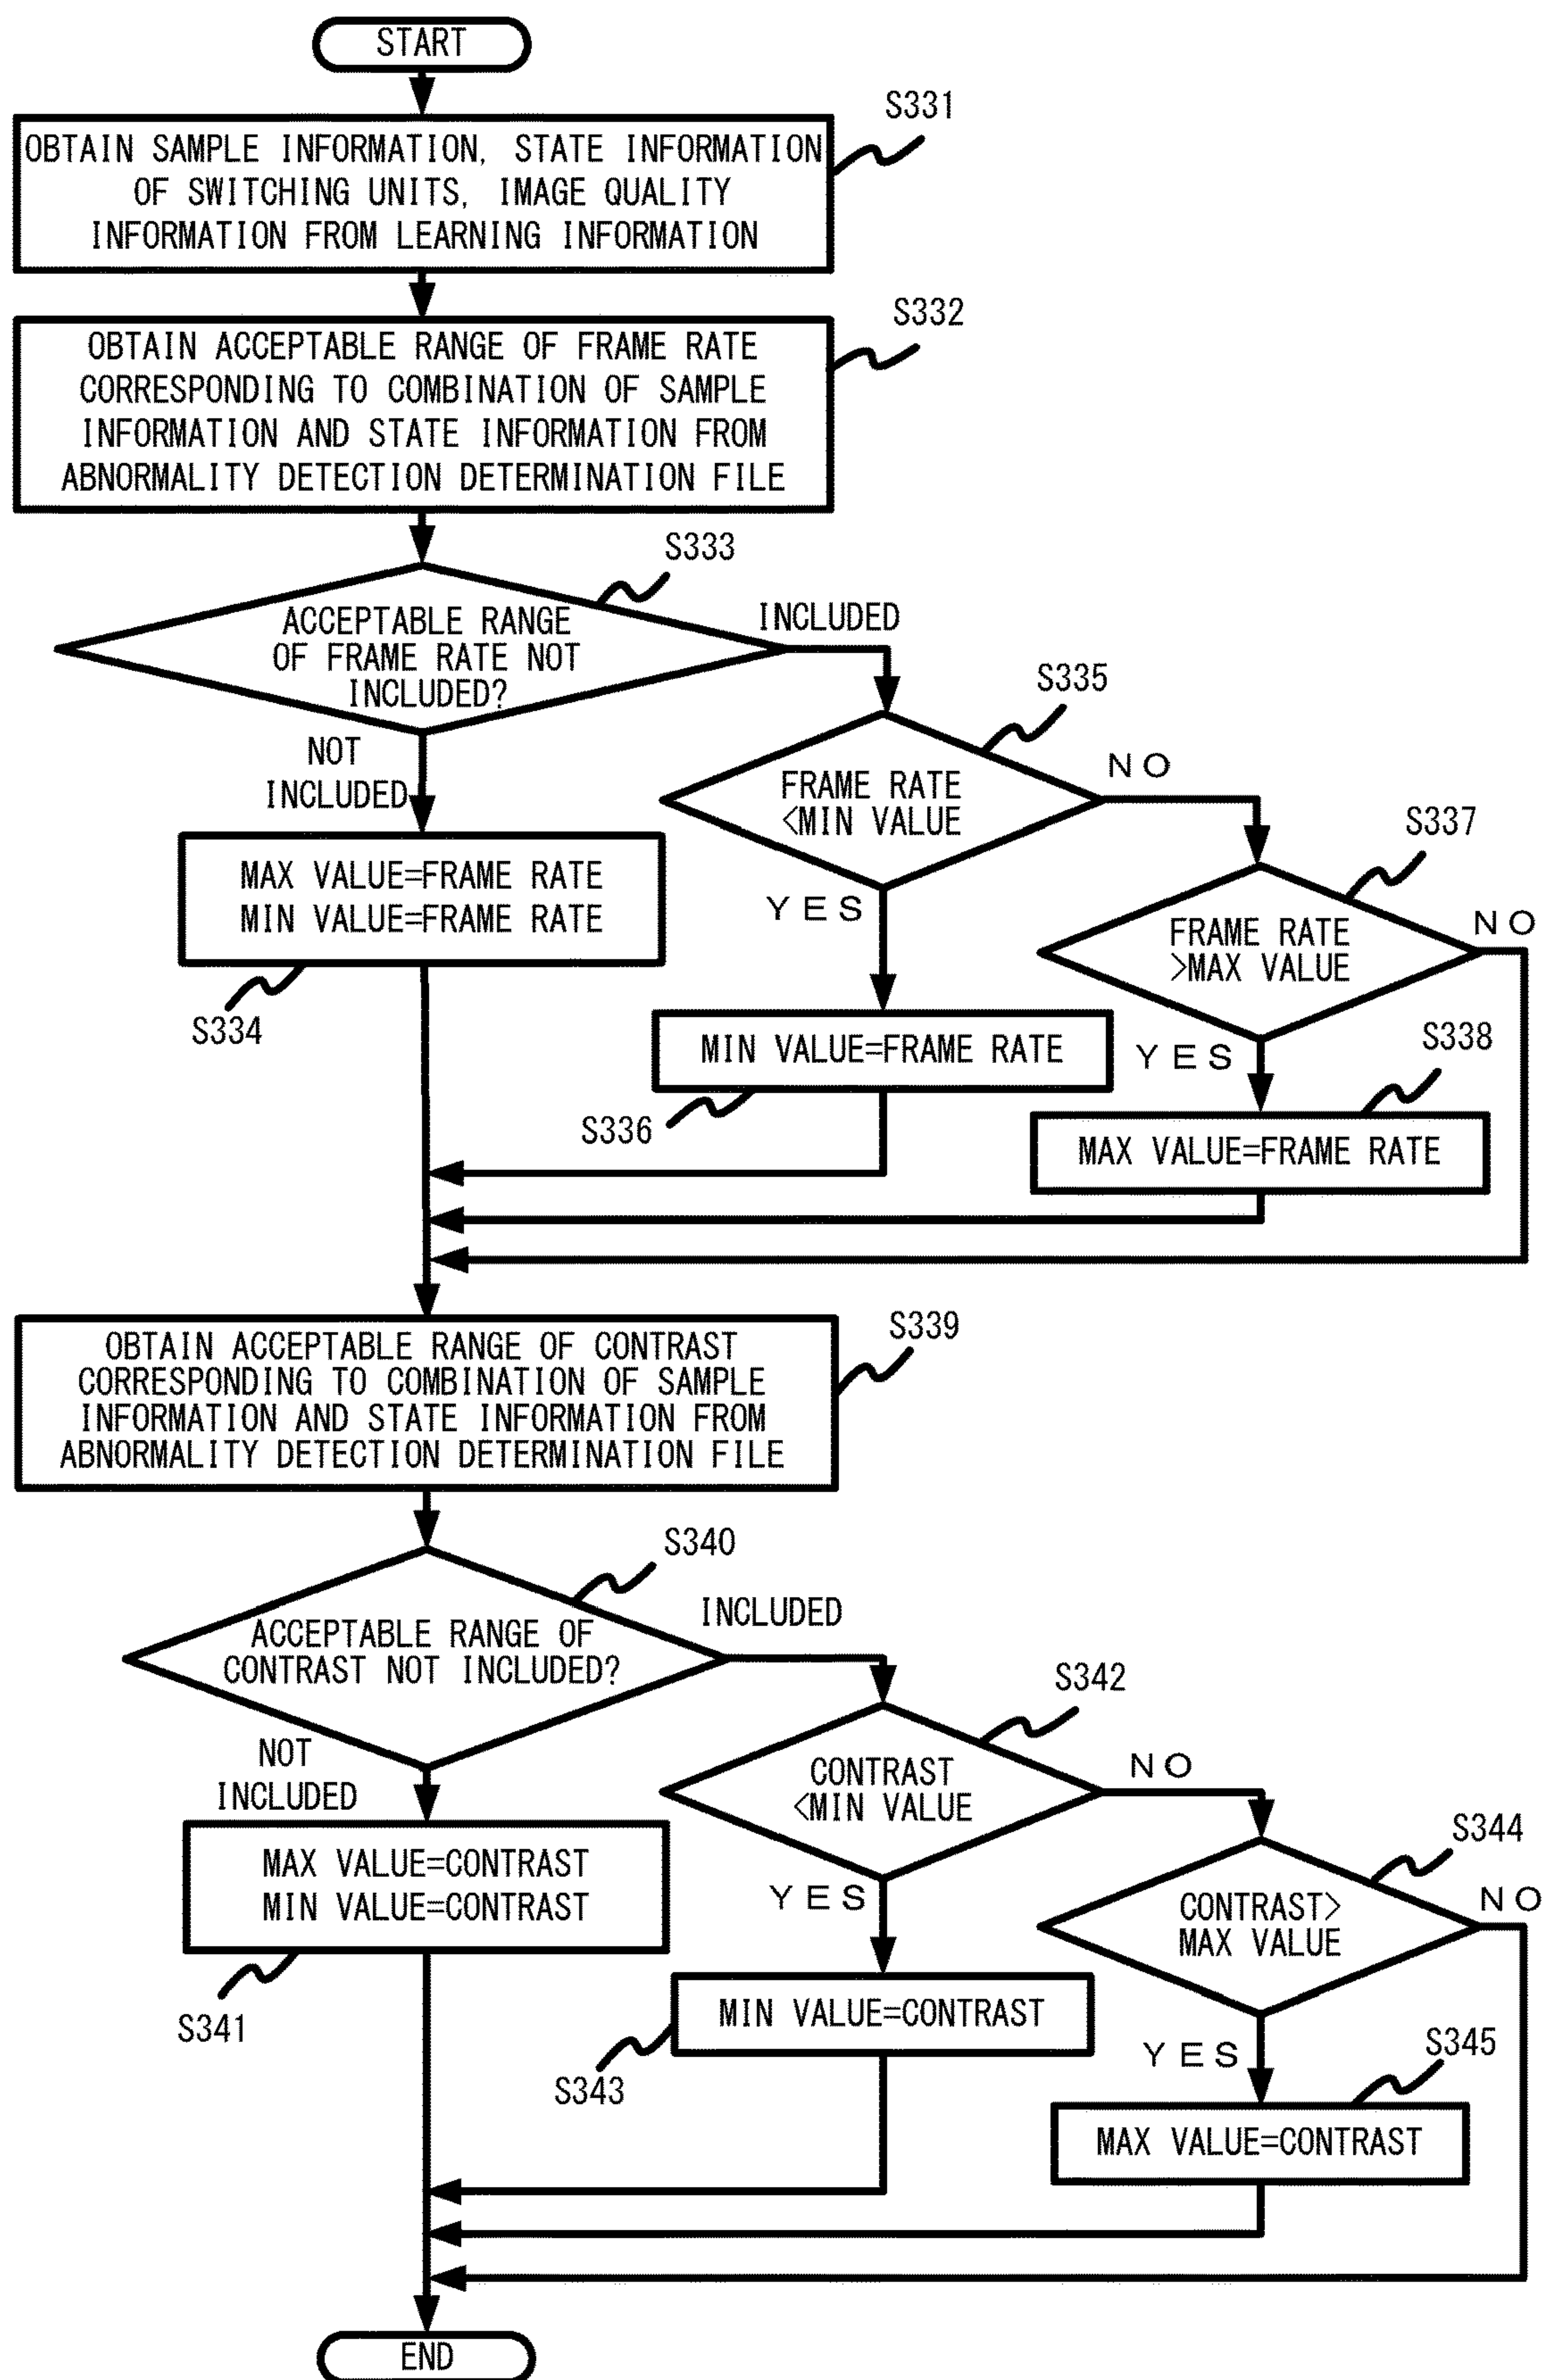 START
S331
OBTAIN SAMPLE INFORMATION, STATE INFORMATION
OF SWITCHING UNITS, IMAGE QUALITY
INFORMATION FROM LEARNING INFORMATION
S332
OBTAIN ACCEPTABLE RANGE OF FRAME RATE
CORRESPONDING TO COMBINATION OF SAMPLE
INFORMATION AND STATE INFORMATION FROM
ABNORMALITY DETECTION DETERMINATION FILE
S333
ACCEPTABLE RANGE
OF FRAME RATE NOT
INCLUDED?
INCLUDED
NOT
INCLUDED
S335
FRAME RATE
<MIN VALUE
NO
YES
MAX VALUE=FRAME RATE
MIN VALUE=FRAME RATE
S334
S337
FRAME RATE
>MAX VALUE
NO
YES
MIN VALUE=FRAME RATE
S336
S338
MAX VALUE=FRAME RATE
S339
OBTAIN ACCEPTABLE RANGE OF CONTRAST
CORRESPONDING TO COMBINATION OF SAMPLE
INFORMATION AND STATE INFORMATION FROM
ABNORMALITY DETECTION DETERMINATION FILE
S340
ACCEPTABLE RANGE OF
CONTRAST NOT INCLUDED?
INCLUDED
NOT
INCLUDED
S342
CONTRAST
<MIN VALUE
NO
YES
MAX VALUE=CONTRAST
MIN VALUE=CONTRAST
S341
S344
CONTRAST>
MAX VALUE
NO
YES
MIN VALUE=CONTRAST
S343
S345
MAX VALUE=CONTRAST
END